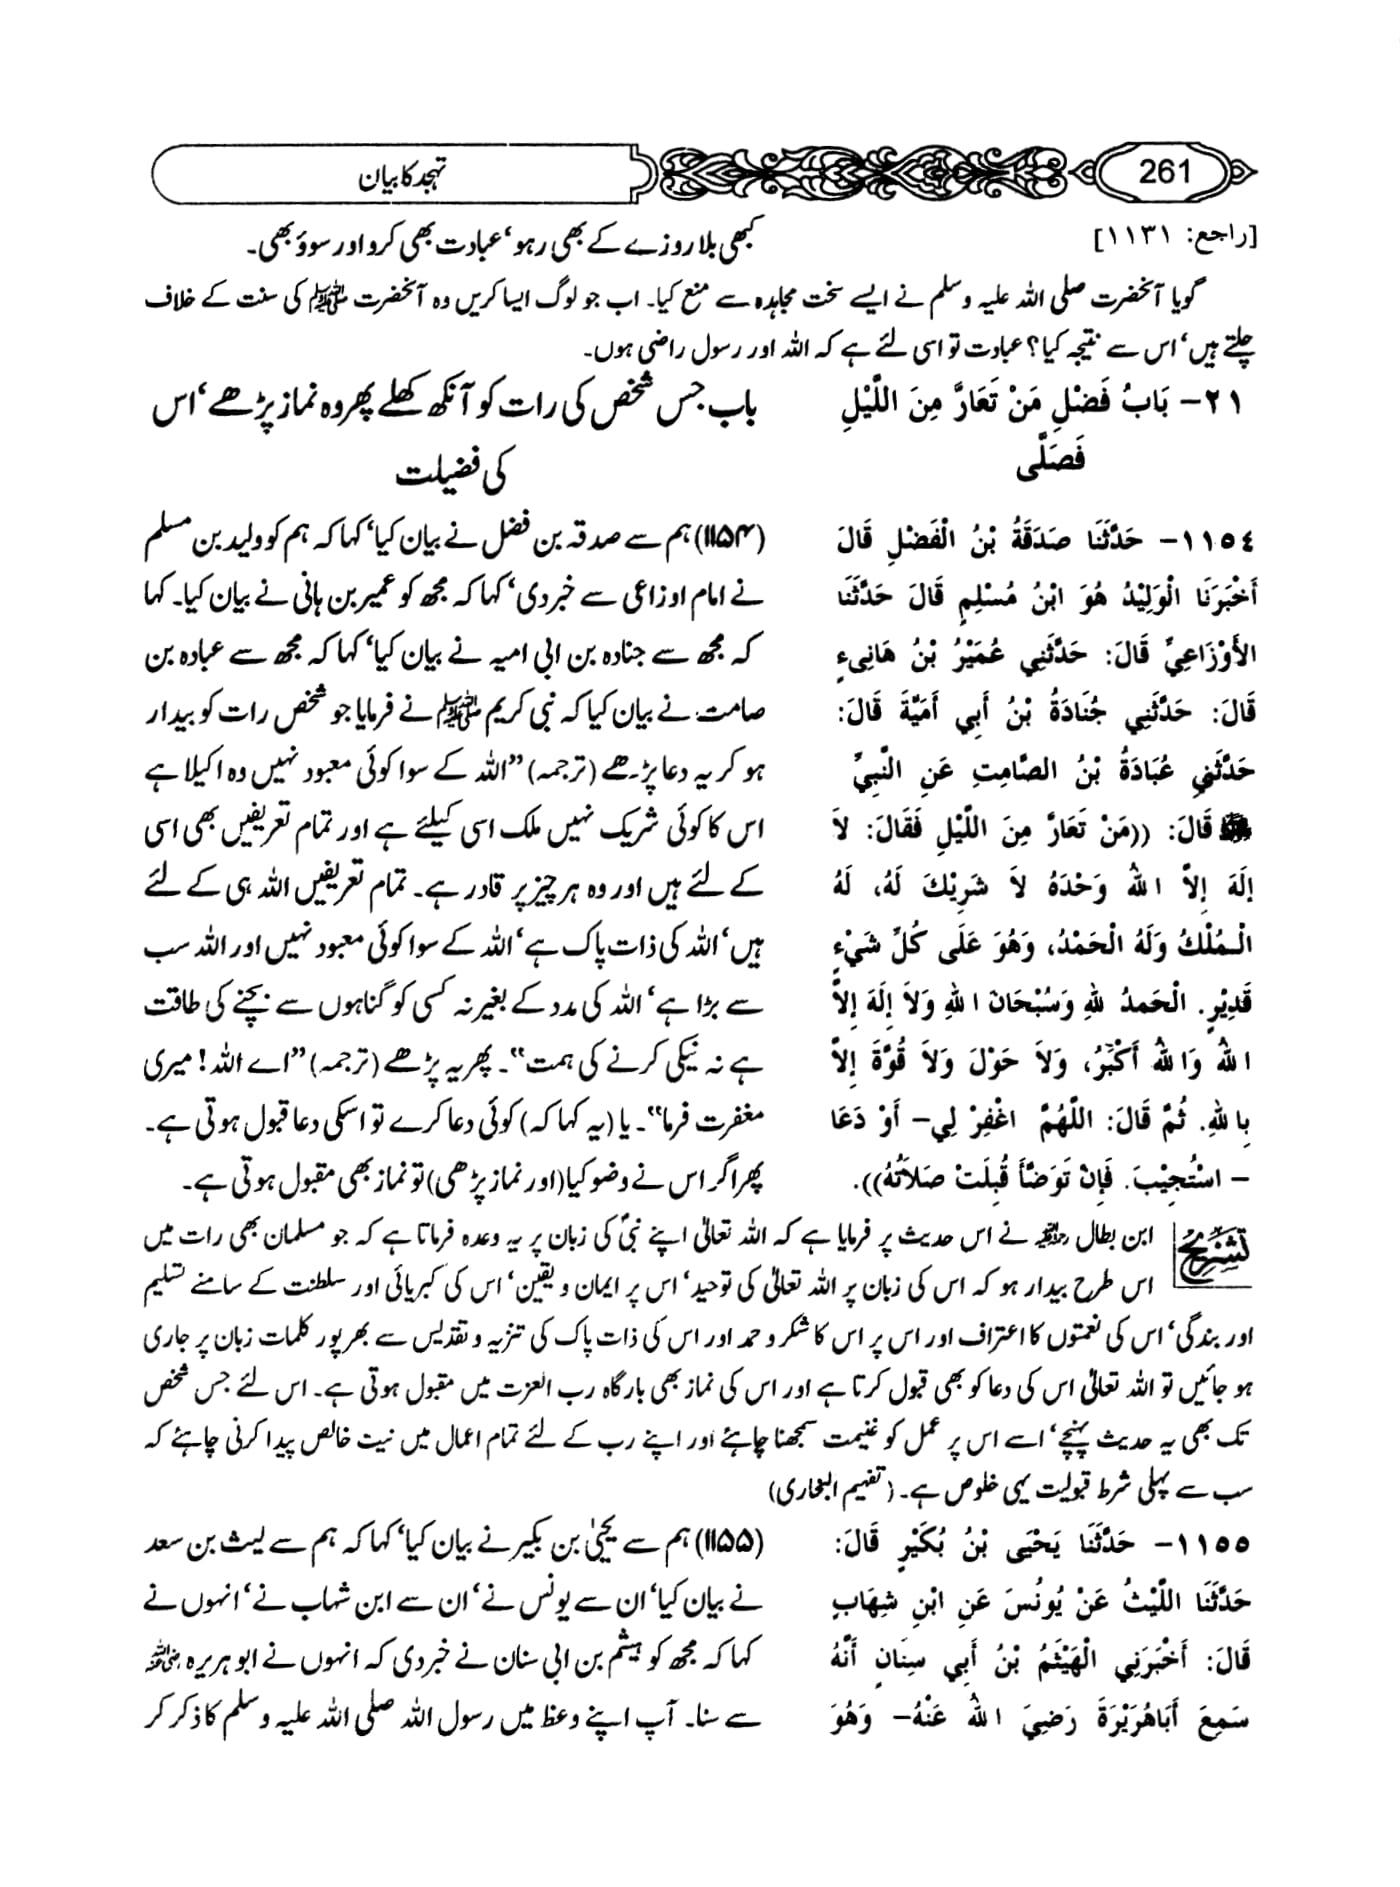 261
تہجد کا بیان
[راجع: ١١٣١]
کبھی بلا روزے کے بھی رہو‘ عبادت بھی کرو اور سوؤ بھی۔
گویا آنحضرت صلی اللہ علیہ وسلم نے ایسے سخت مجاہدہ سے منع کیا۔ اب جو لوگ ایسا کریں وہ آنحضرت ﷺ کی سنت کے خلاف
چلتے ہیں‘ اس سے نتیجہ کیا؟ عبادت تو اسی لئے ہے کہ اللہ اور رسول راضی ہوں۔
٢١- بَابُ فَضْلِ مَنْ تَعَارَّ مِنَ اللَّيْلِ
فَصَلَّى
باب جس شخص کی رات کو آنکھ کھلے پھر وہ نماز پڑھے‘ اس
کی فضیلت
١١٥٤- حَدَّثَنَا صَدَقَةُ بْنُ الْفَضْلِ قَالَ
أَخْبَرَنَا الْوَلِيْدُ هُوَ ابْنُ مُسْلِمٍ قَالَ حَدَّثَنَا
الأَوْزَاعِيِّ قَالَ: حَدَّثَنِي عُمَيْرُ بْنُ هَانِىءٍ
قَالَ: حَدَّثَنِي جُنَادَةُ بْنُ أَبِي أُمَيَّةَ قَالَ:
حَدَّثَنِي عُبَادَةُ بْنُ الصَّامِتِ عَنِ النَّبِيِّ
ﷺ قَالَ: ((مَنْ تَعَارَّ مِنَ اللَّيْلِ فَقَالَ: لاَ
إِلَهَ إِلاَّ اللهُ وَحْدَهُ لاَ شَرِيْكَ لَهُ، لَهُ
الْـمُلْكُ وَلَهُ الْحَمْدُ، وَهُوَ عَلَى كُلِّ شَيْءٍ
قَدِيْرٍ. الْحَمدُ للهِ وَسُبْحَانَ اللهِ وَلاَ إِلَهَ إِلاَّ
اللهُ وَاللهُ أَكْبَرُ، وَلاَ حَوْلَ وَلاَ قُوَّةَ إِلاَّ
بِاللهِ. ثُمَّ قَالَ: اللَّهُمَّ اغْفِرْ لِي- أَوْ دَعَا
- اسْتُجِيْبَ. فَإِنْ تَوَضَّأَ قُبِلَتْ صَلاَتُهُ)).
(۱۱۵۴) ہم سے صدقہ بن فضل نے بیان کیا‘ کہا کہ ہم کو ولید بن مسلم
نے امام اوزاعی سے خبر دی‘ کہا کہ مجھ کو عمیر بن ہانی نے بیان کیا۔ کہا
کہ مجھ سے جنادہ بن ابی امیہ نے بیان کیا‘ کہا کہ مجھ سے عبادہ بن
صامت نے بیان کیا کہ نبی کریم ﷺ نے فرمایا جو شخص رات کو بیدار
ہو کر یہ دعا پڑھے (ترجمہ) ”اللہ کے سوا کوئی معبود نہیں وہ اکیلا ہے
اس کا کوئی شریک نہیں ملک اسی کیلئے ہے اور تمام تعریفیں بھی اسی
کے لئے ہیں اور وہ ہر چیز پر قادر ہے۔ تمام تعریفیں اللہ ہی کے لئے
ہیں‘ اللہ کی ذات پاک ہے‘ اللہ کے سوا کوئی معبود نہیں اور اللہ سب
سے بڑا ہے‘ اللہ کی مدد کے بغیر نہ کسی کو گناہوں سے بچنے کی طاقت
ہے نہ نیکی کرنے کی ہمت“۔ پھر یہ پڑھے (ترجمہ) ”اے اللہ! میری
مغفرت فرما“۔ یا (یہ کہا کہ) کوئی دعا کرے تو اسکی دعا قبول ہوتی ہے۔
پھر اگر اس نے وضو کیا (اور نماز پڑھی) تو نماز بھی مقبول ہوتی ہے۔
تشریح
ابن بطال رحمہ اللہ نے اس حدیث پر فرمایا ہے کہ اللہ تعالیٰ اپنے نبیؐ کی زبان پر یہ وعدہ فرماتا ہے کہ جو مسلمان بھی رات میں
اس طرح بیدار ہو کہ اس کی زبان پر اللہ تعالیٰ کی توحید‘ اس پر ایمان و یقین‘ اس کی کبریائی اور سلطنت کے سامنے تسلیم
اور بندگی‘ اس کی نعمتوں کا اعتراف اور اس پر اس کا شکر و حمد اور اس کی ذات پاک کی تنزیہ و تقدیس سے بھرپور کلمات زبان پر جاری
ہو جائیں تو اللہ تعالیٰ اس کی دعا کو بھی قبول کرتا ہے اور اس کی نماز بھی بارگاہ رب العزت میں مقبول ہوتی ہے۔ اس لئے جس شخص
تک بھی یہ حدیث پہنچے‘ اسے اس پر عمل کو غنیمت سمجھنا چاہئے اور اپنے رب کے لئے تمام اعمال میں نیت خالص پیدا کرنی چاہئے کہ
سب سے پہلی شرط قبولیت یہی خلوص ہے۔ (تفہیم البخاری)
١١٥٥- حَدَّثَنَا يَحْيَى بْنُ بُكَيْرٍ قَالَ:
حَدَّثَنَا اللَّيْثُ عَنْ يُونُسَ عَنِ ابْنِ شِهَابٍ
قَالَ: أَخْبَرَنِي الْهَيْثَمُ بْنُ أَبِي سِنَانٍ أَنَّهُ
سَمِعَ أَبَاهُرَيْرَةَ رَضِيَ اللهُ عَنْهُ- وَهُوَ
(۱۱۵۵) ہم سے یحییٰ بن بکیر نے بیان کیا‘ کہا کہ ہم سے لیث بن سعد
نے بیان کیا‘ ان سے یونس نے‘ ان سے ابن شہاب نے‘ انہوں نے
کہا کہ مجھ کو ہیثم بن ابی سنان نے خبر دی کہ انہوں نے ابو ہریرہ رضی اللہ عنہ
سے سنا۔ آپ اپنے وعظ میں رسول اللہ صلی اللہ علیہ وسلم کا ذکر کر